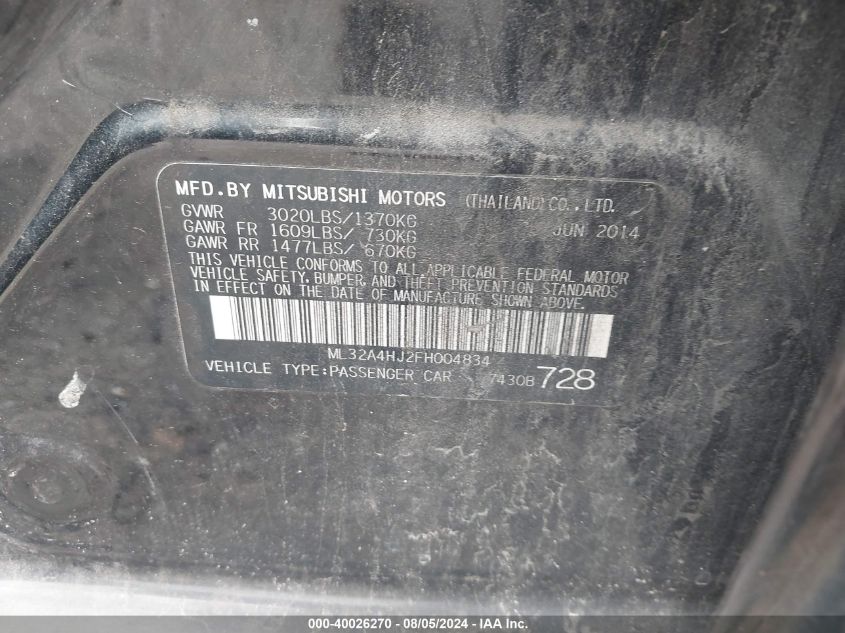 MFD.BY MITSUBISHI MOTORS (THAILAND)CO.,LTD.
GVWR 3020LBS/1370KG JUN 2014
GAWR FR 1609LBS/ 730KG
GAWR RR 1477LBS/ 670KG
THIS VEHICLE CONFORMS TO ALL APPLICABLE FEDERAL MOTOR
VEHICLE SAFETY, BUMPER, AND THEFT PREVENTION STANDARDS
IN EFFECT ON THE DATE OF MANUFACTURE SHOWN ABOVE.
ML32A4HJ2FH004834
VEHICLE TYPE:PASSENGER CAR 7430B 728
000-40026270 - 08/05/2024 - IAA Inc.